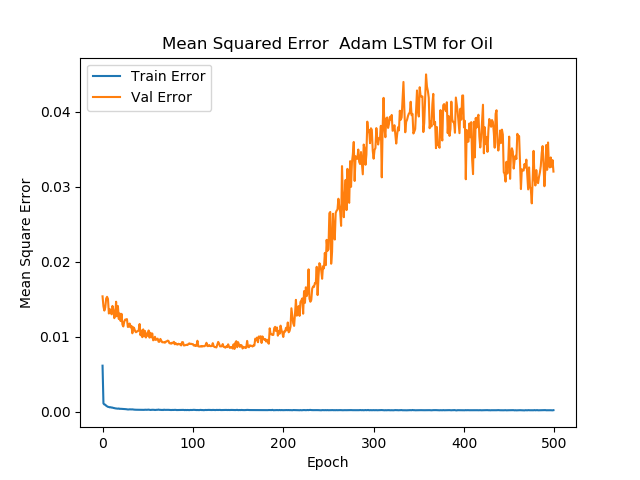 Mean Squared Error  Adam LSTM for Oil
Train Error
Val Error
Mean Square Error
0.04
0.03
0.02
0.01
0.00
0 100 200 300 400 500
Epoch